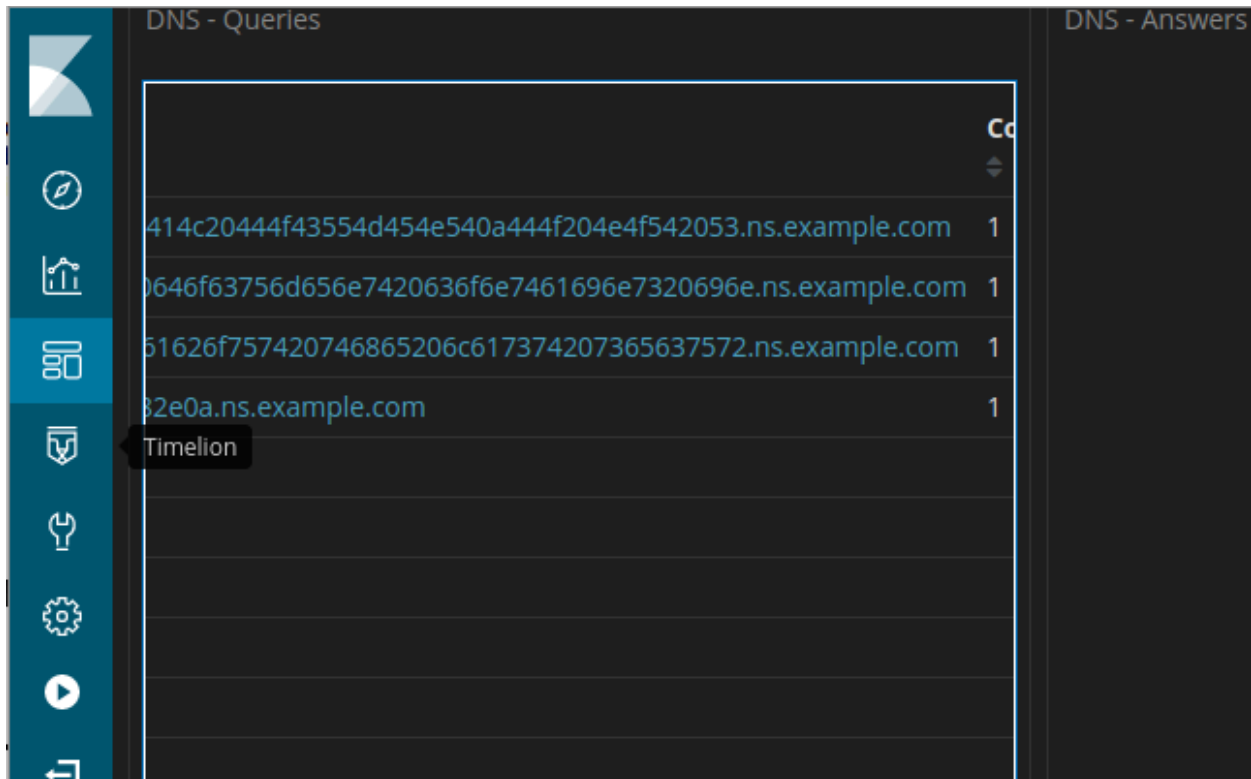 DNS - Queries
DNS - Answers
Co
414c20444f43554d454e540a444f204e4f542053.ns.example.com 1
0646f63756d656e7420636f6e7461696e7320696e.ns.example.com 1
61626f757420746865206c617374207365637572.ns.example.com 1
32e0a.ns.example.com 1
Timelion